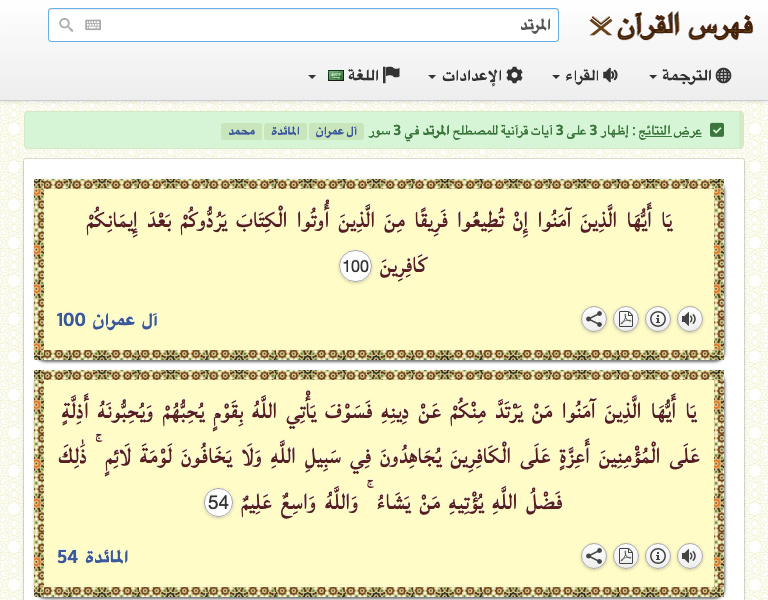 فهرس القرآن
المرتد
الترجمة القراء الإعدادات اللغة
عرض النتائج : إظهار 3 على 3 آيات قرآنية للمصطلح المرتد في 3 سور آل عمران المائدة محمد
يَا أَيُّهَا الَّذِينَ آمَنُوا إِنْ تُطِيعُوا فَرِيقًا مِنَ الَّذِينَ أُوتُوا الْكِتَابَ يَرُدُّوكُمْ بَعْدَ إِيمَانِكُمْ
كَافِرِينَ 100
آل عمران 100
يَا أَيُّهَا الَّذِينَ آمَنُوا مَنْ يَرْتَدَّ مِنْكُمْ عَنْ دِينِهِ فَسَوْفَ يَأْتِي اللَّهُ بِقَوْمٍ يُحِبُّهُمْ وَيُحِبُّونَهُ أَذِلَّةٍ
عَلَى الْمُؤْمِنِينَ أَعِزَّةٍ عَلَى الْكَافِرِينَ يُجَاهِدُونَ فِي سَبِيلِ اللَّهِ وَلَا يَخَافُونَ لَوْمَةَ لَائِمٍ ۚ ذَٰلِكَ
فَضْلُ اللَّهِ يُؤْتِيهِ مَنْ يَشَاءُ ۚ وَاللَّهُ وَاسِعٌ عَلِيمٌ 54
المائدة 54